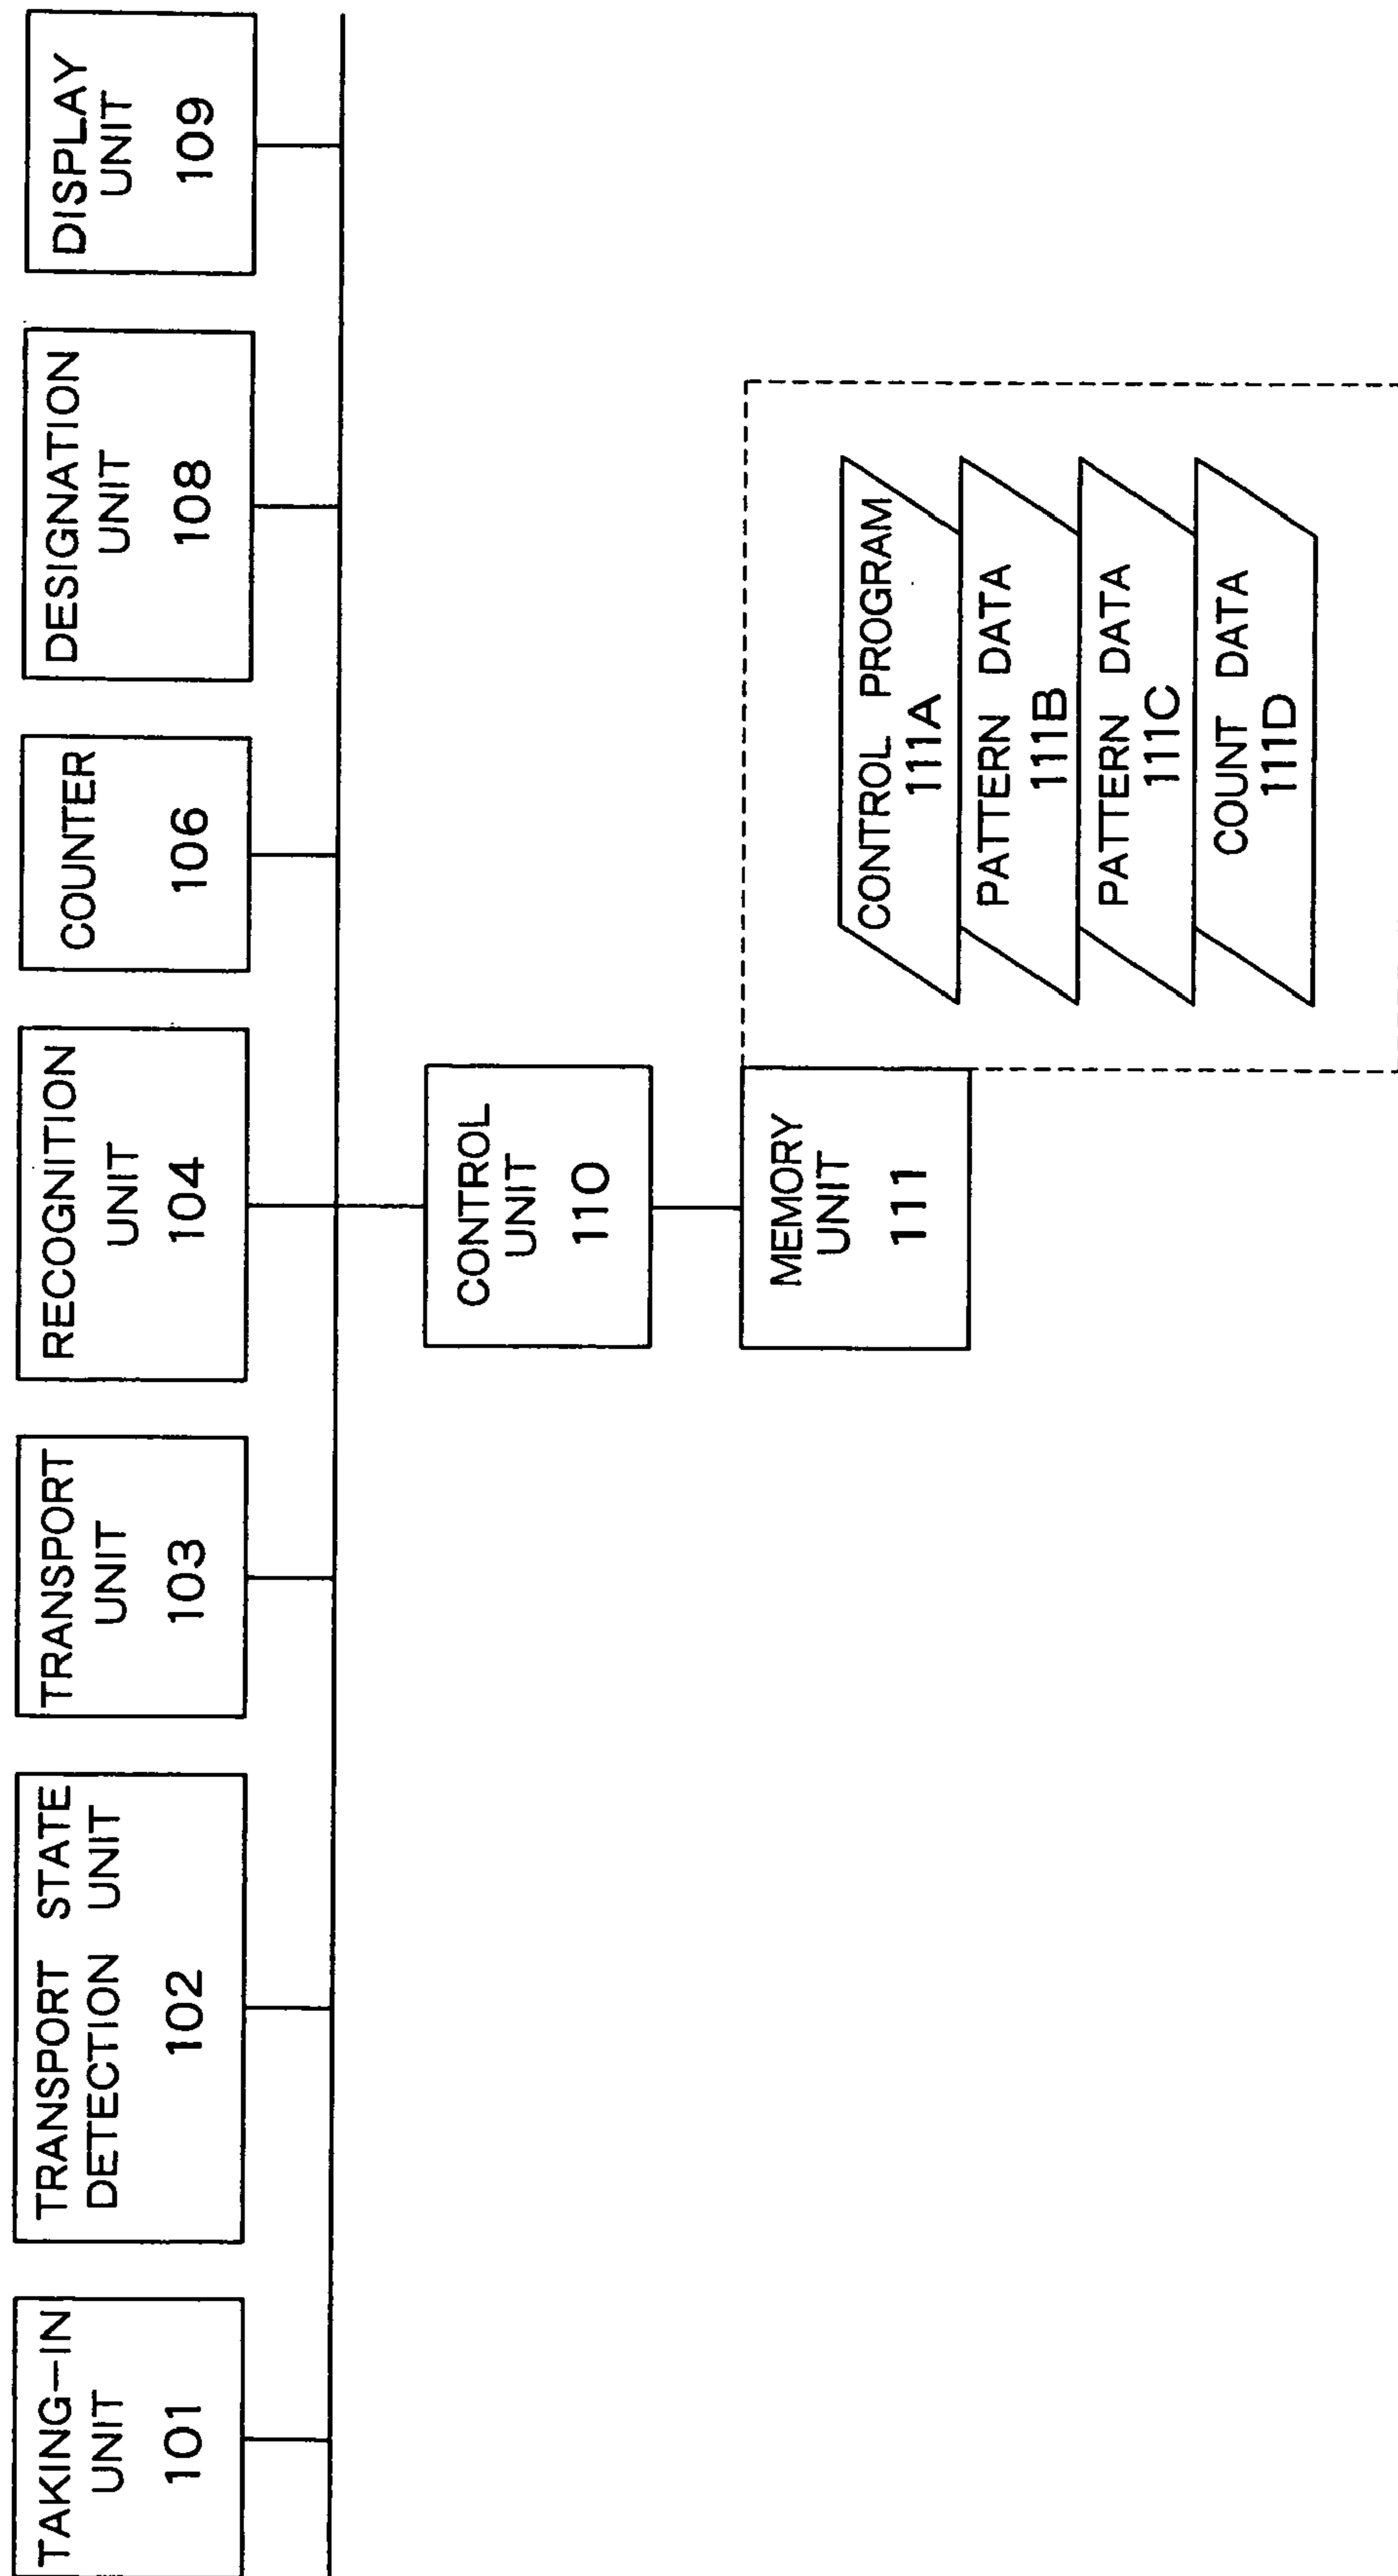 TAKING-IN
UNIT
101
TRANSPORT STATE
DETECTION UNIT
102
TRANSPORT
UNIT
103
RECOGNITION
UNIT
104
COUNTER
106
DESIGNATION
UNIT
108
DISPLAY
UNIT
109
CONTROL
UNIT
110
MEMORY
UNIT
111
CONTROL PROGRAM
111A
PATTERN DATA
111B
PATTERN DATA
111C
COUNT DATA
111D